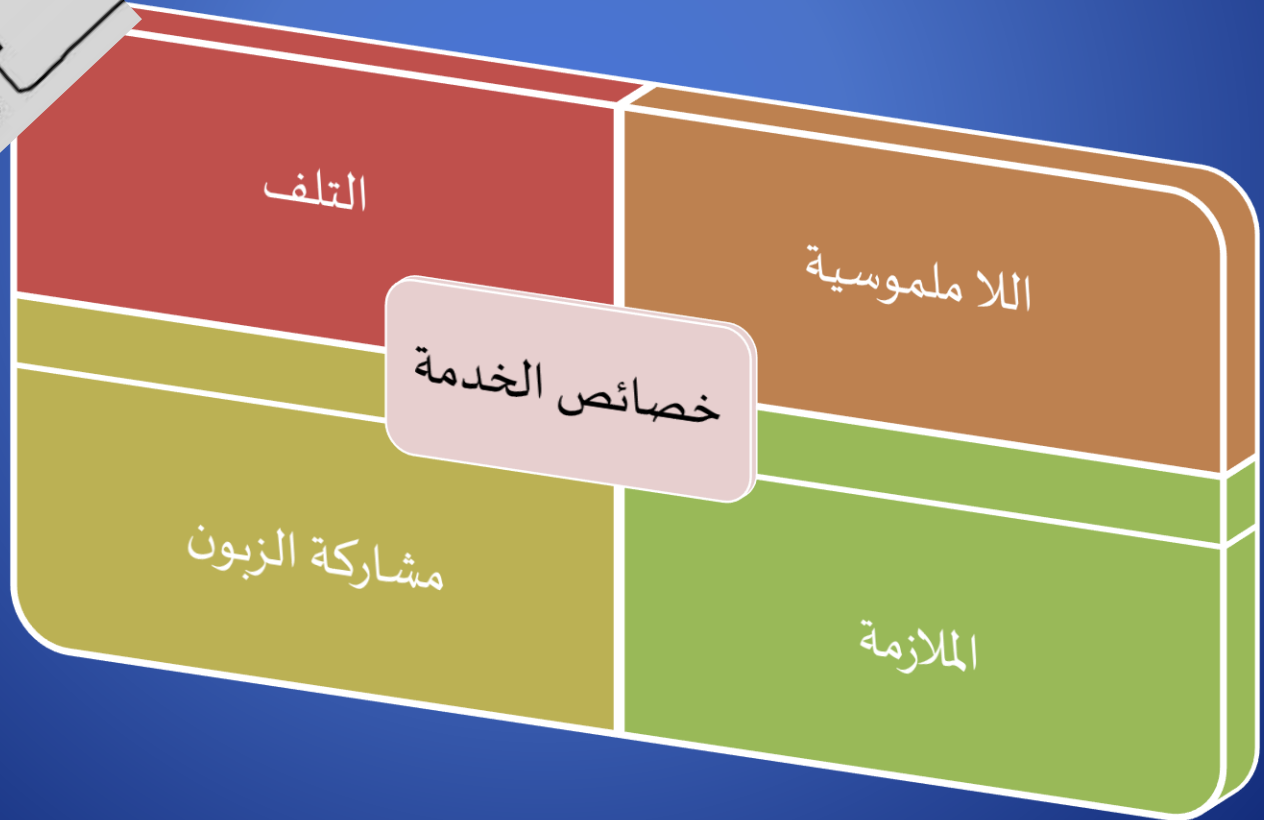 اللا ملموسية
التلف
خصائص الخدمة
الملازمة
مشاركة الزبون